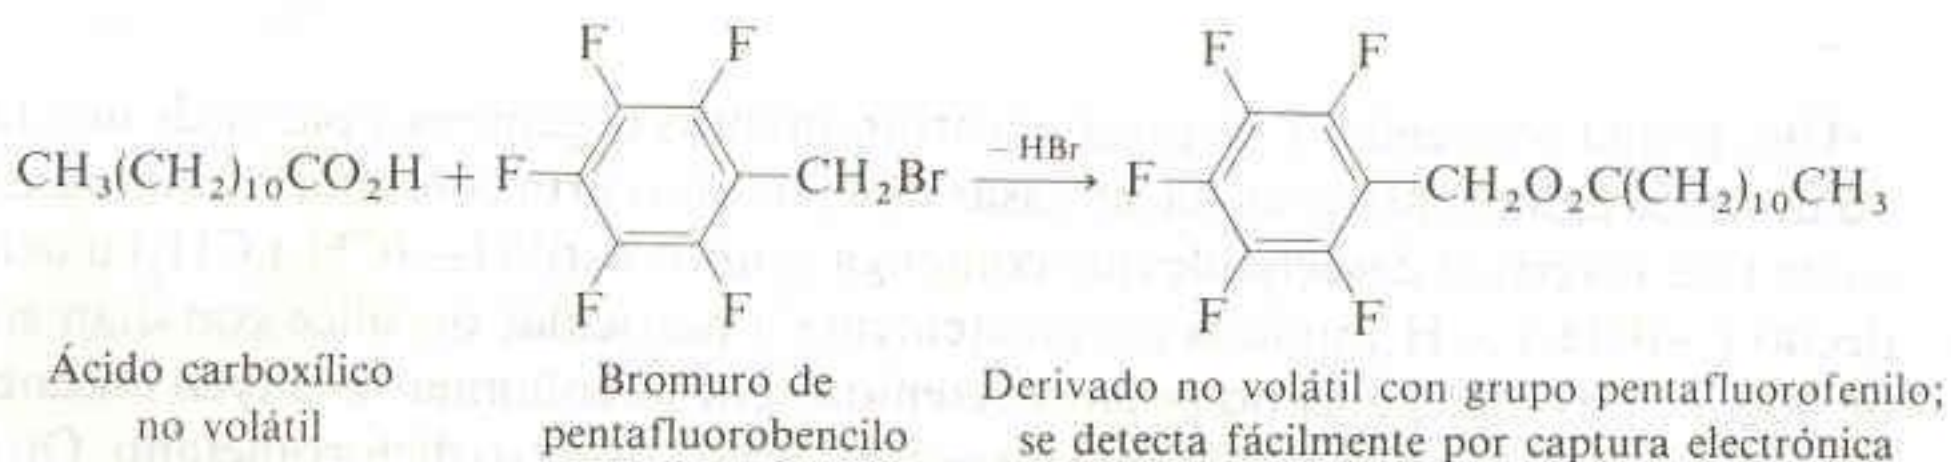 F F F F
CH₃(CH₂)₁₀CO₂H + F CH₂Br −HBr F CH₂O₂C(CH₂)₁₀CH₃
F F F F
Ácido carboxílico
no volátil
Bromuro de
pentafluorobencilo
Derivado no volátil con grupo pentafluorofenilo;
se detecta fácilmente por captura electrónica